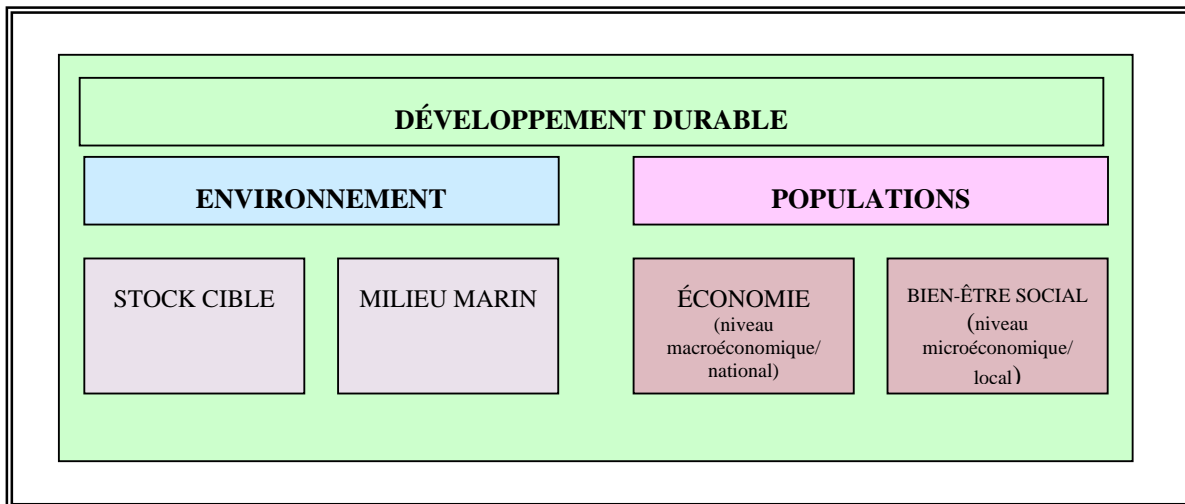 DÉVELOPPEMENT DURABLE
ENVIRONNEMENT
POPULATIONS
STOCK CIBLE
MILIEU MARIN
ÉCONOMIE
(niveau
macroéconomique/
national)
BIEN-ÊTRE SOCIAL
(niveau
microéconomique/
local)